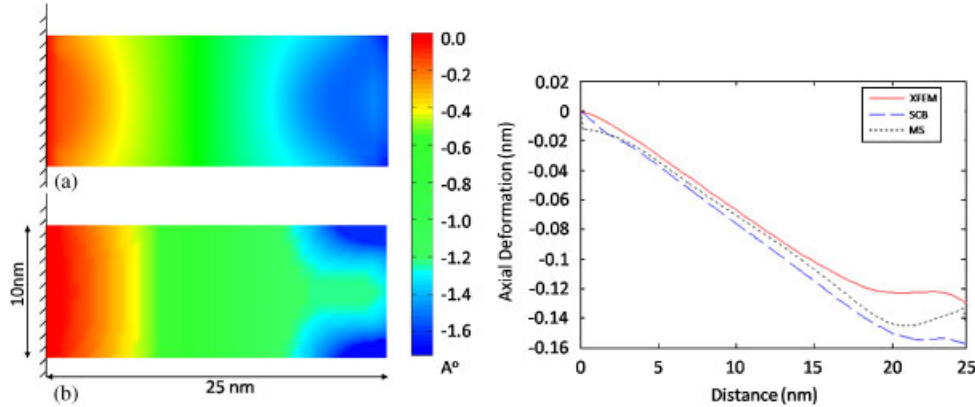 (a)
(b)
10nm
25 nm
0.0
-0.2
-0.4
-0.6
-0.8
-1.0
-1.2
-1.4
-1.6
Aº
Axial Deformation (nm)
0.02
0
-0.02
-0.04
-0.06
-0.08
-0.1
-0.12
-0.14
-0.16
XFEM
SCB
MS
0 5 10 15 20 25
Distance (nm)